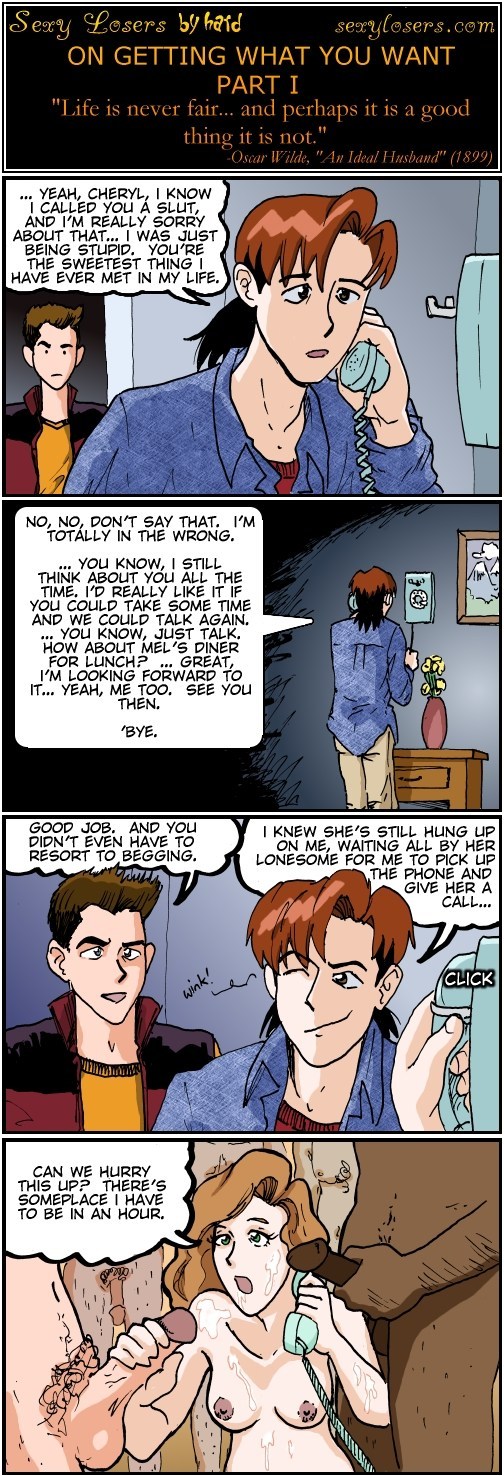 Sexy Losers by hard sexylosers.com
ON GETTING WHAT YOU WANT
PART I
"Life is never fair... and perhaps it is a good
thing it is not."
-Oscar Wilde, "An Ideal Husband" (1899)
... YEAH, CHERYL, I KNOW
I CALLED YOU A SLUT,
AND I'M REALLY SORRY
ABOUT THAT... I WAS JUST
BEING STUPID. YOU'RE
THE SWEETEST THING I
HAVE EVER MET IN MY LIFE.
NO, NO, DON'T SAY THAT. I'M
TOTALLY IN THE WRONG.
... YOU KNOW, I STILL
THINK ABOUT YOU ALL THE
TIME. I'D REALLY LIKE IT IF
YOU COULD TAKE SOME TIME
AND WE COULD TALK AGAIN.
... YOU KNOW, JUST TALK.
HOW ABOUT MEL'S DINER
FOR LUNCH? ... GREAT,
I'M LOOKING FORWARD TO
IT... YEAH, ME TOO. SEE YOU
THEN.
'BYE.
GOOD JOB. AND YOU
DIDN'T EVEN HAVE TO
RESORT TO BEGGING.
I KNEW SHE'S STILL HUNG UP
ON ME, WAITING ALL BY HER
LONESOME FOR ME TO PICK UP
THE PHONE AND
GIVE HER A
CALL...
wink!
CLICK
CAN WE HURRY
THIS UP? THERE'S
SOMEPLACE I HAVE
TO BE IN AN HOUR.